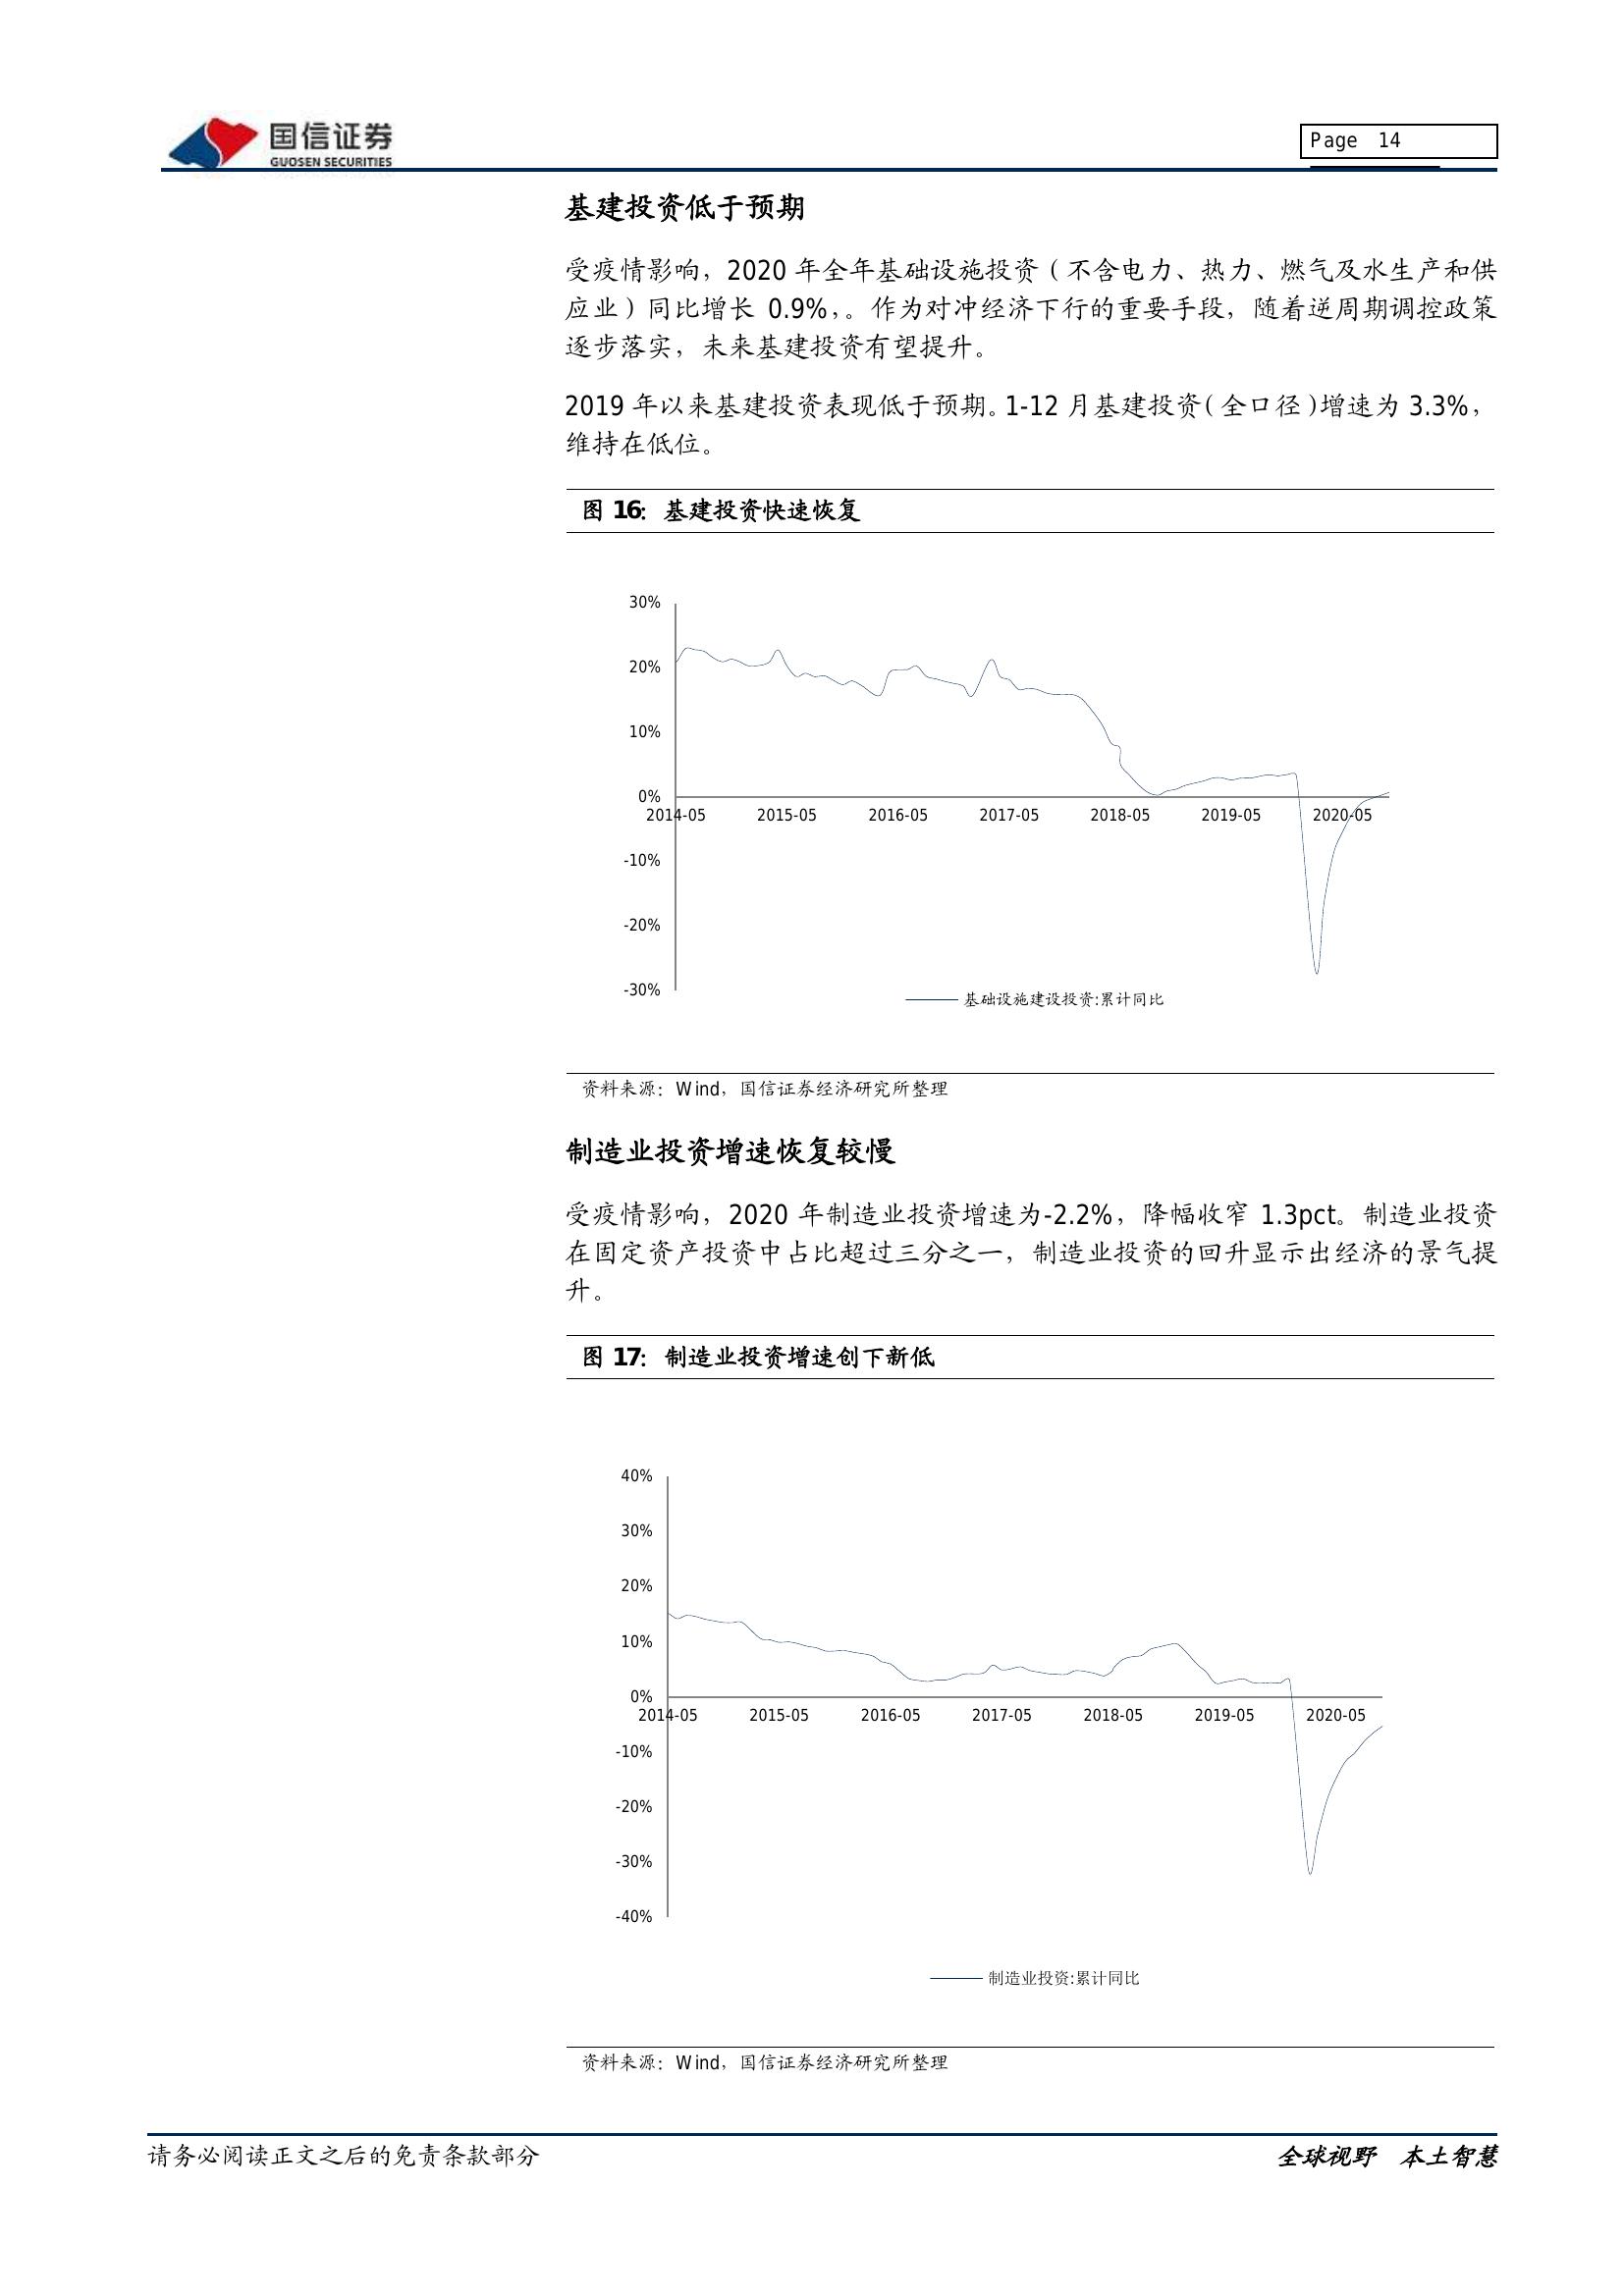 国信证券
GUOSEN SECURITIES
Page 14
基建投资低于预期
受疫情影响，2020 年全年基础设施投资（不含电力、热力、燃气及水生产和供
应业）同比增长 0.9%，。作为对冲经济下行的重要手段，随着逆周期调控政策
逐步落实，未来基建投资有望提升。
2019 年以来基建投资表现低于预期。1-12 月基建投资（全口径）增速为 3.3%，
维持在低位。
图 16：基建投资快速恢复
30%
20%
10%
0%
2014-05 2015-05 2016-05 2017-05 2018-05 2019-05 2020-05
-10%
-20%
-30%
基础设施建设投资:累计同比
资料来源：Wind，国信证券经济研究所整理
制造业投资增速恢复较慢
受疫情影响，2020 年制造业投资增速为-2.2%，降幅收窄 1.3pct。制造业投资
在固定资产投资中占比超过三分之一，制造业投资的回升显示出经济的景气提
升。
图 17：制造业投资增速创下新低
40%
30%
20%
10%
0%
2014-05 2015-05 2016-05 2017-05 2018-05 2019-05 2020-05
-10%
-20%
-30%
-40%
制造业投资:累计同比
资料来源：Wind，国信证券经济研究所整理
请务必阅读正文之后的免责条款部分
全球视野 本土智慧